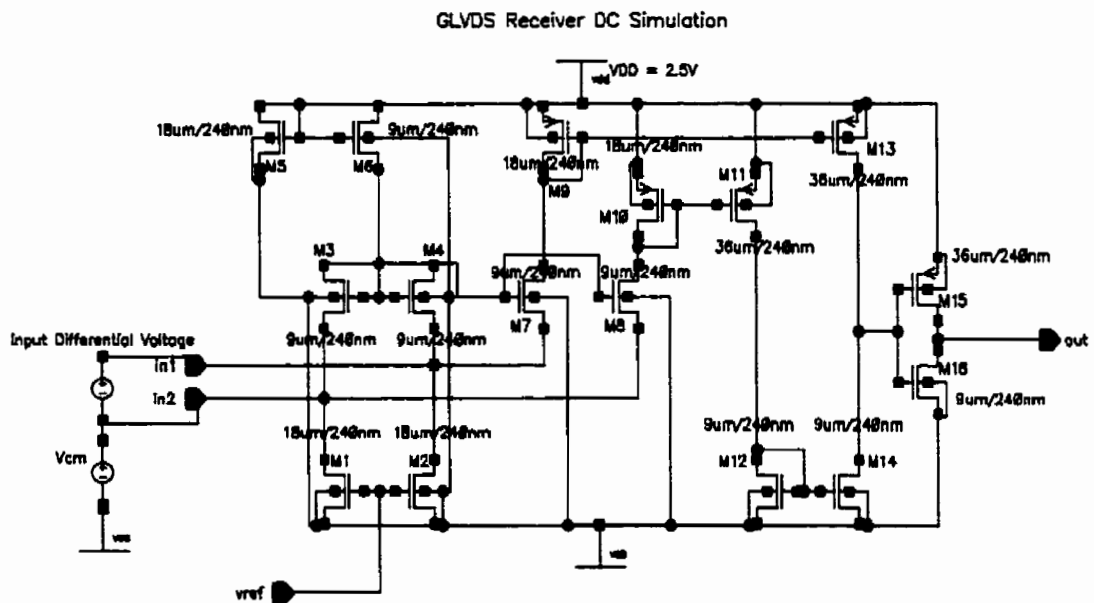 GLVDS Receiver DC Simulation
vdd VDD = 2.5V
18um/240nm
9um/240nm
M5
M6
18um/240nm
M9
18um/240nm
M10
M11
36um/240nm
M13
36um/240nm
M3
M4
9um/240nm
9um/240nm
9um/240nm
M7
9um/240nm
M8
36um/240nm
M15
Input Differential Voltage
in1
in2
out
M16
9um/240nm
Vcm
18um/240nm
18um/240nm
M1
M2
9um/240nm
9um/240nm
M12
M14
vss
vss
vref